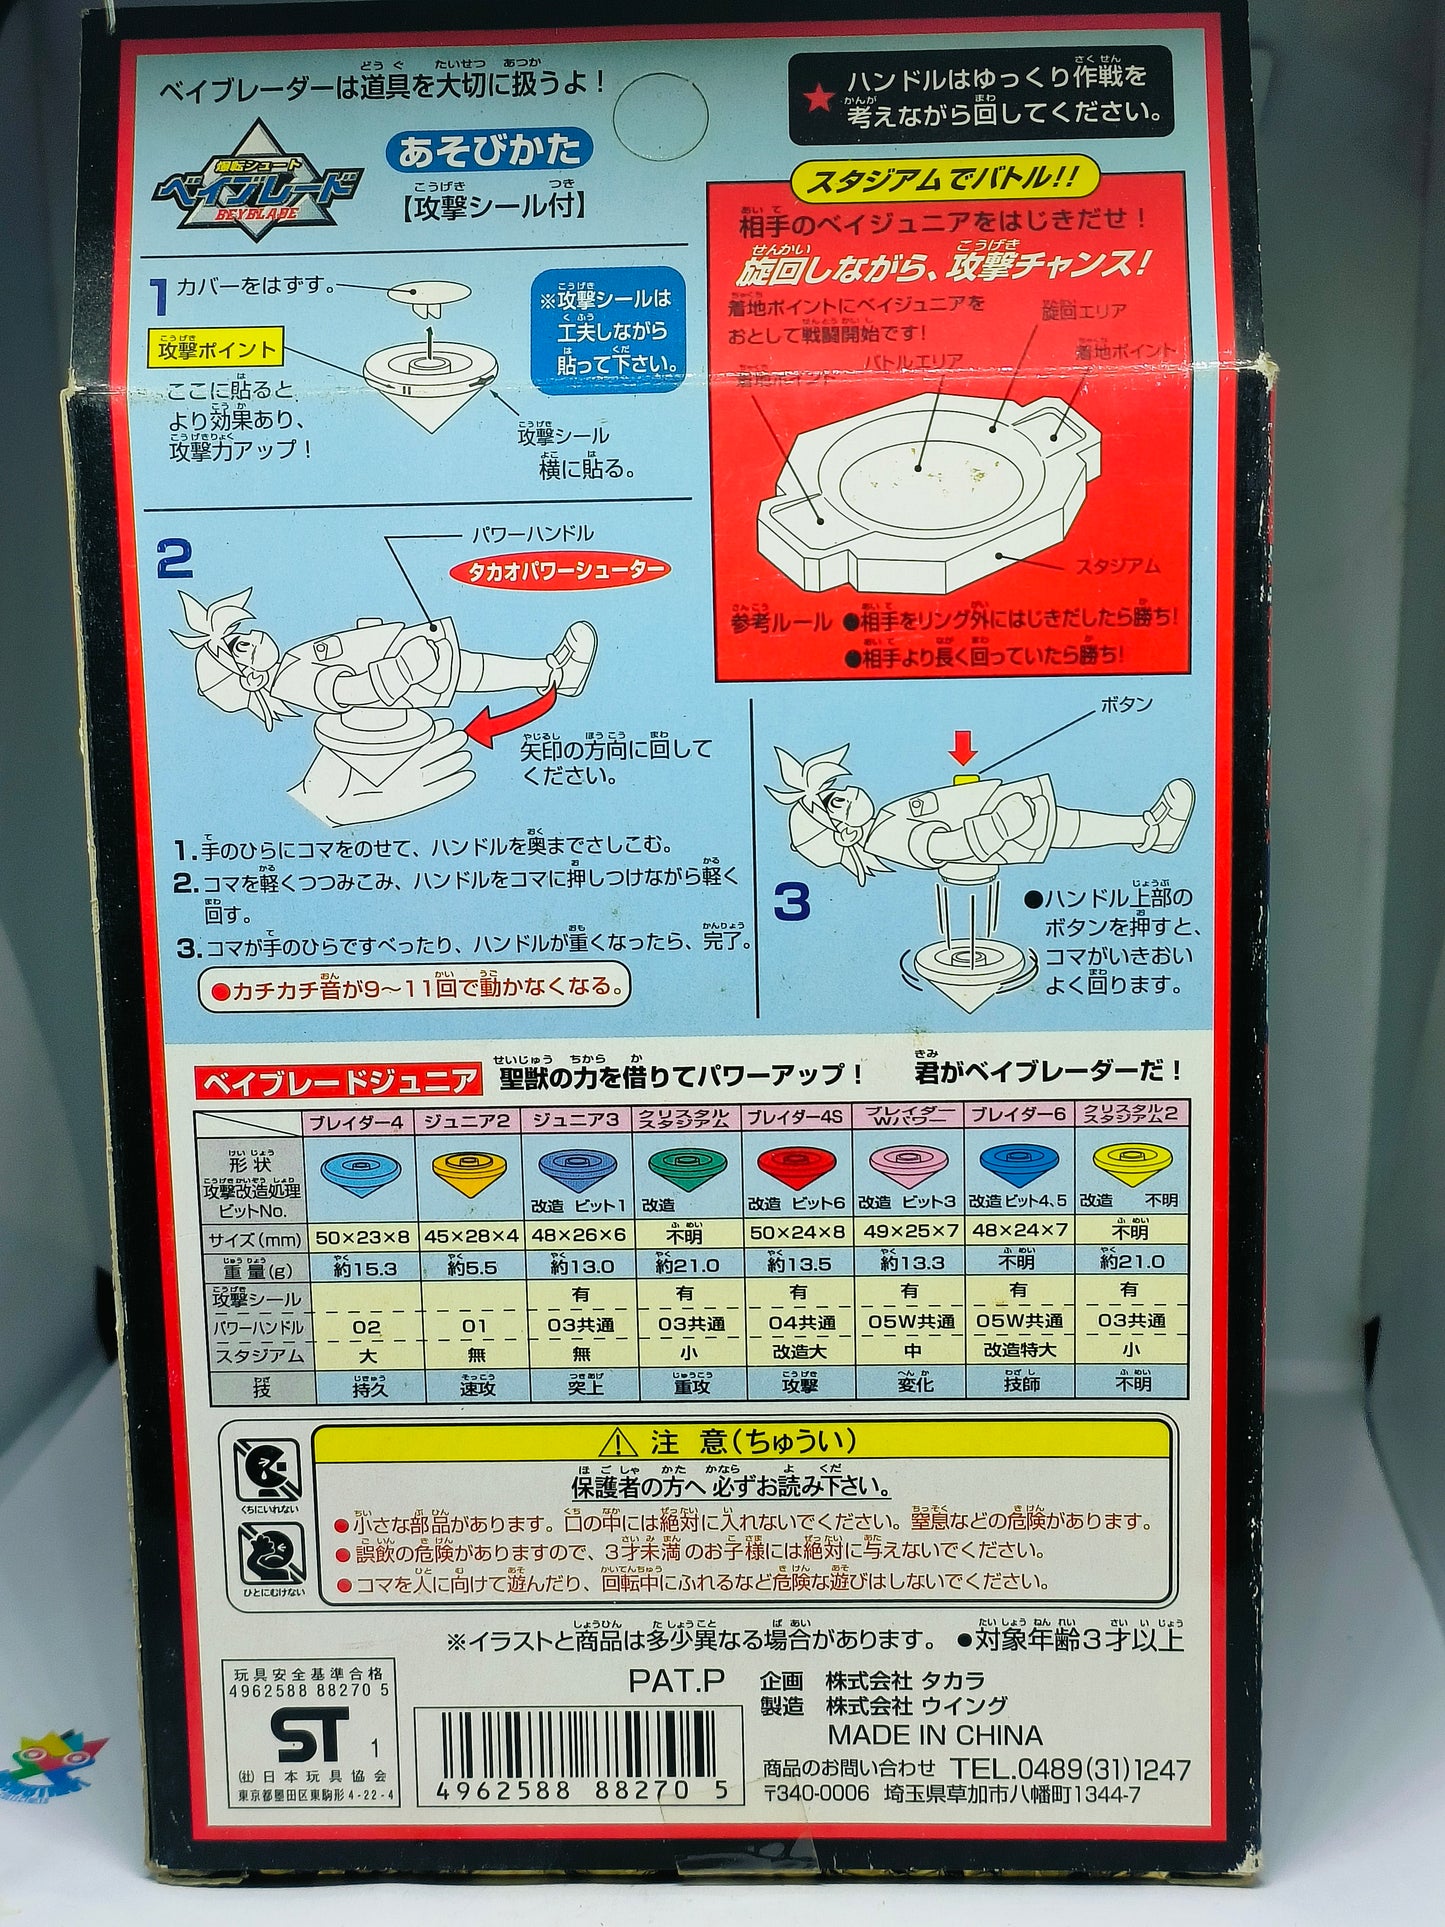 ベイブレーダーは道具を大切に扱うよ！
爆転シュート
ベイブレード
BEYBLADE
あそびかた
【攻撃シール付】
★ハンドルはゆっくり作戦を
考えながら回してください。
1 カバーをはずす。
攻撃ポイント
ここに貼ると
より効果あり、
攻撃力アップ！
※攻撃シールは
工夫しながら
貼って下さい。
攻撃シール
横に貼る。
スタジアムでバトル!!
相手のベイジュニアをはじきだせ！
旋回しながら、攻撃チャンス！
着地ポイントにベイジュニアを
おとして戦闘開始です！
旋回エリア
バトルエリア
着地ポイント
着地ポイント
スタジアム
参考ルール ●相手をリング外にはじきだしたら勝ち！
●相手より長く回っていたら勝ち！
2
パワーハンドル
タカオパワーシューター
矢印の方向に回して
ください。
1.手のひらにコマをのせて、ハンドルを奥までさしこむ。
2.コマを軽くつつみこみ、ハンドルをコマに押しつけながら軽く
回す。
3.コマが手のひらですべったり、ハンドルが重くなったら、完了。
●カチカチ音が9〜11回で動かなくなる。
3
ボタン
●ハンドル上部の
ボタンを押すと、
コマがいきおい
よく回ります。
ベイブレードジュニア 聖獣の力を借りてパワーアップ！ 君がベイブレーダーだ！
ブレイダー4 ジュニア2 ジュニア3 クリスタルスタジアム ブレイダー4S ブレイダーWパワー ブレイダー6 クリスタルスタジアム2
形状
攻撃改造処理
ビットNo. 改造 ビット1 改造 改造 ビット6 改造 ビット3 改造 ビット4,5 改造 不明
サイズ(mm) 50×23×8 45×28×4 48×26×6 不明 50×24×8 49×25×7 48×24×7 不明
重量(g) 約15.3 約5.5 約13.0 約21.0 約13.5 約13.3 不明 約21.0
攻撃シール 有 有 有 有 有 有
パワーハンドル 02 01 03共通 03共通 04共通 05W共通 05W共通 03共通
スタジアム 大 無 無 小 改造大 中 改造特大 小
技 持久 速攻 突上 重攻 攻撃 変化 技師 不明
くちにいれない
ひとにむけない
⚠ 注意(ちゅうい)
保護者の方へ 必ずお読み下さい。
●小さな部品があります。口の中には絶対に入れないでください。窒息などの危険があります。
●誤飲の危険がありますので、3才未満のお子様には絶対に与えないでください。
●コマを人に向けて遊んだり、回転中にふれるなど危険な遊びはしないでください。
※イラストと商品は多少異なる場合があります。 ●対象年齢3才以上
玩具安全基準合格
4962588 88270 5
ST 1
(社)日本玩具協会
東京都墨田区東駒形4-22-4
PAT.P
4962588 88270 5
企画 株式会社 タカラ
製造 株式会社 ウイング
MADE IN CHINA
商品のお問い合わせ TEL.0489(31)1247
〒340-0006 埼玉県草加市八幡町1344-7